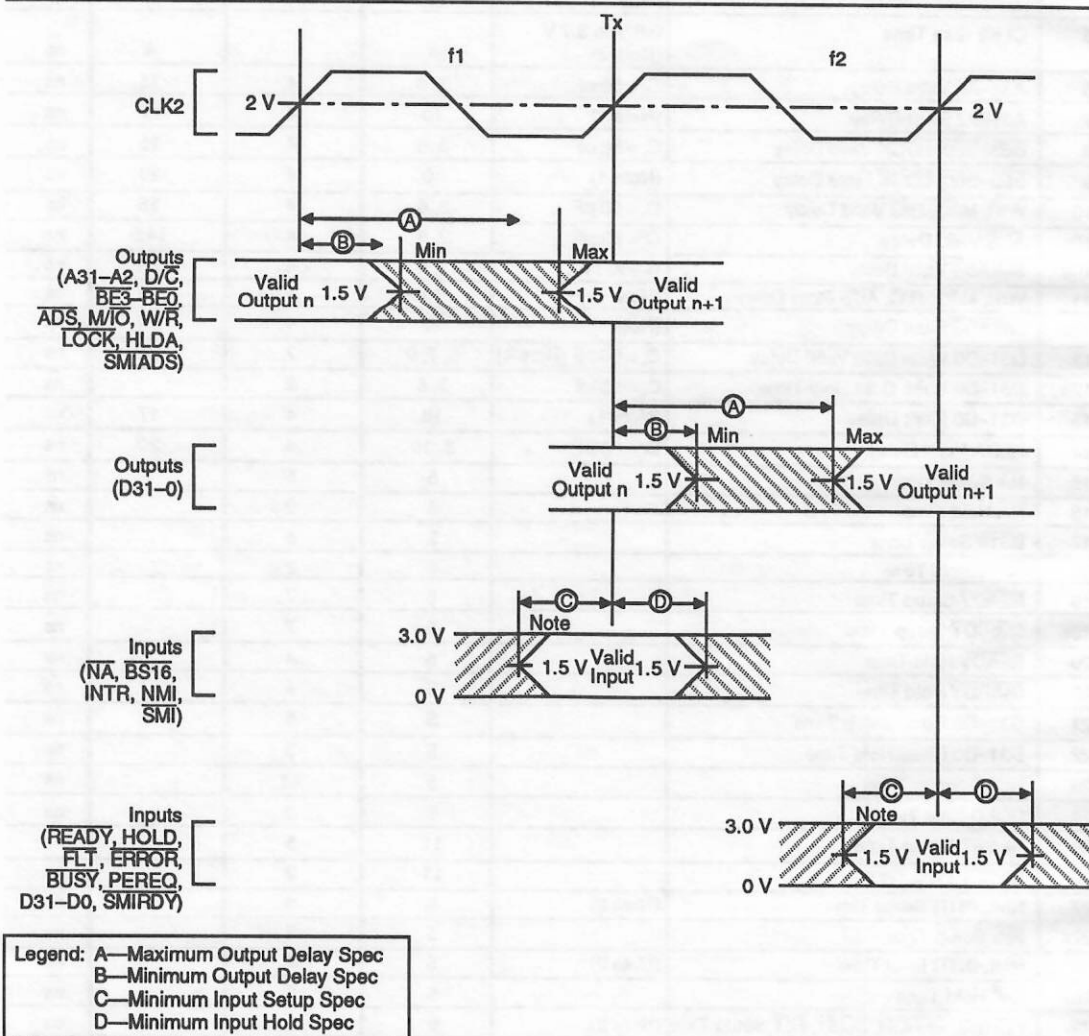 Tx
f1
f2
CLK2
2 V
2 V
A
B
Min
Max
Outputs
(A31–A2, D/C,
BE3–BE0,
ADS, M/IO, W/R,
LOCK, HLDA,
SMIADS)
Valid
Output n
1.5 V
1.5 V
Valid
Output n+1
A
B
Min
Max
Outputs
(D31–0)
Valid
Output n
1.5 V
1.5 V
Valid
Output n+1
C
D
Note
Inputs
(NA, BS16,
INTR, NMI,
SMI)
3.0 V
0 V
1.5 V
Valid
Input
1.5 V
C
D
Note
Inputs
(READY, HOLD,
FLT, ERROR,
BUSY, PEREQ,
D31–D0, SMIRDY)
3.0 V
0 V
1.5 V
Valid
Input
1.5 V
Legend: A—Maximum Output Delay Spec
B—Minimum Output Delay Spec
C—Minimum Input Setup Spec
D—Minimum Input Hold Spec